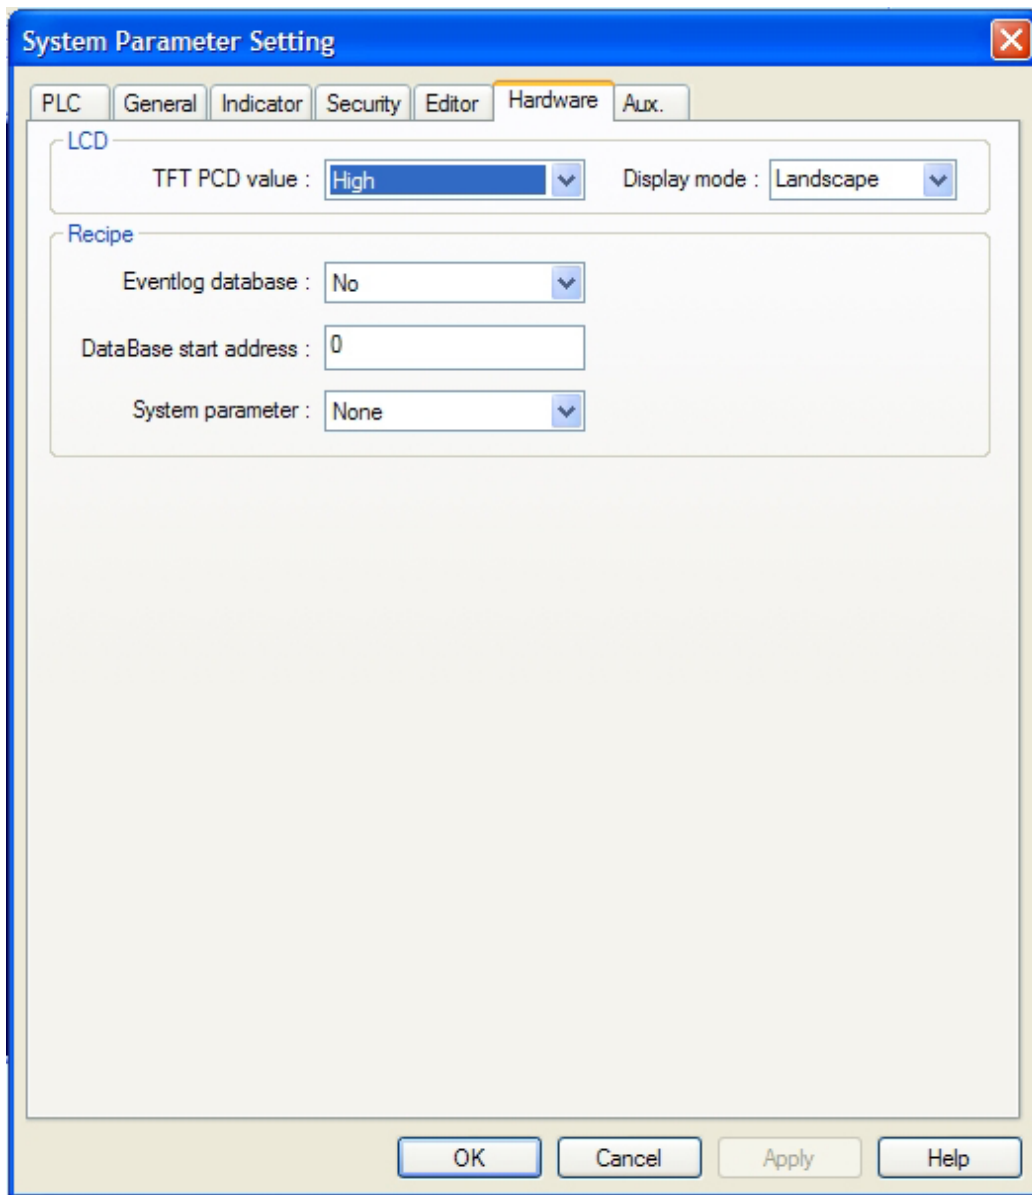 System Parameter Setting
PLC General Indicator Security Editor Hardware Aux.
LCD
TFT PCD value : High Display mode : Landscape
Recipe
Eventlog database : No
DataBase start address : 0
System parameter : None
OK Cancel Apply Help